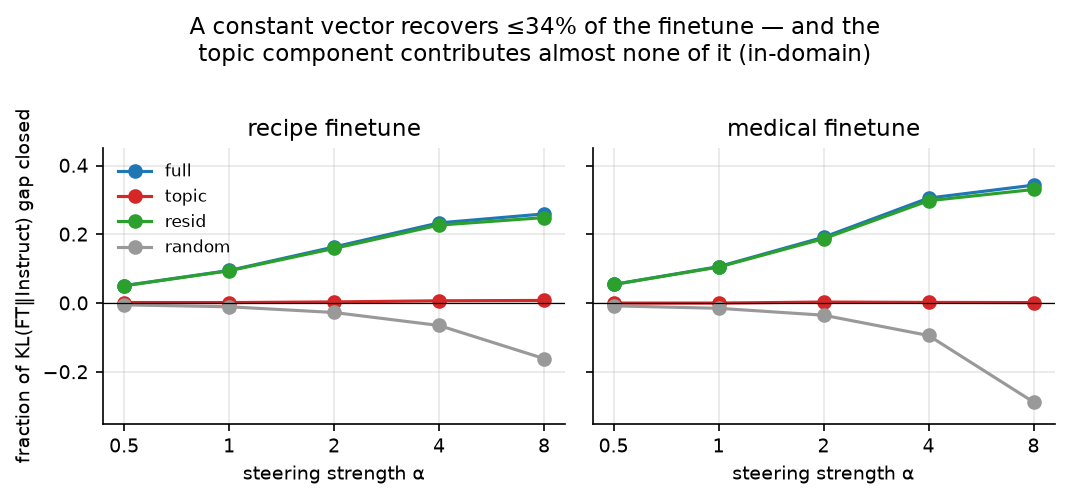 A constant vector recovers ≤34% of the finetune — and the
topic component contributes almost none of it (in-domain)
recipe finetune
medical finetune
fraction of KL(FT‖Instruct) gap closed
0.4
0.2
0.0
−0.2
full
topic
resid
random
0.5
1
2
4
8
0.5
1
2
4
8
steering strength α
steering strength α